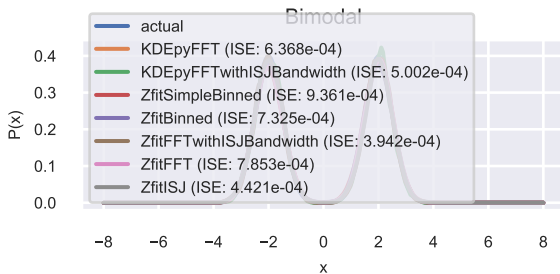 Bimodal
actual
KDEpyFFT (ISE: 6.368e-04)
KDEpyFFTwithISJBandwidth (ISE: 5.002e-04)
ZfitSimpleBinned (ISE: 9.361e-04)
ZfitBinned (ISE: 7.325e-04)
ZfitFFTwithISJBandwidth (ISE: 3.942e-04)
ZfitFFT (ISE: 7.853e-04)
ZfitISJ (ISE: 4.421e-04)
P(x)
0.4
0.3
0.2
0.1
0.0
−8 −6 −4 −2 0 2 4 6 8
x